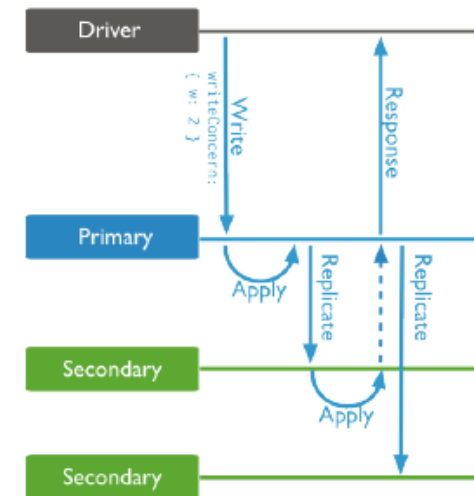 Driver
Write
writeConcern:
{ w: 2 }
Response
Primary
Apply
Replicate
Replicate
Secondary
Apply
Secondary